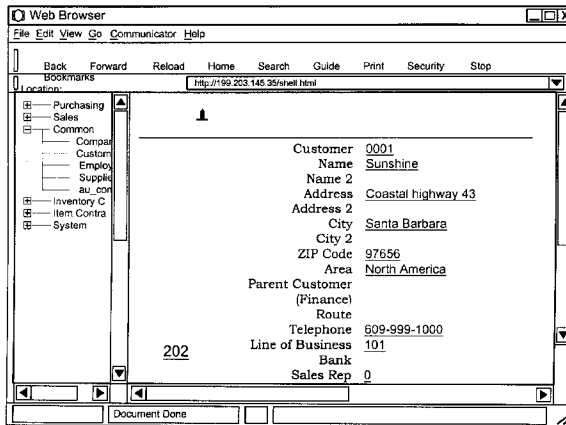 Web Browser
File Edit View Go Communicator Help
Back Forward Reload Home Search Guide Print Security Stop
Bookmarks
Location: http://199.203.145.35/shell.html
Purchasing
Sales
Common
Compar
Custom
Employ
Supplie
au_con
Inventory C
Item Contra
System
Customer 0001
Name Sunshine
Name 2
Address Coastal highway 43
Address 2
City Santa Barbara
City 2
ZIP Code 97656
Area North America
Parent Customer
(Finance)
Route
Telephone 609-999-1000
Line of Business 101
Bank
Sales Rep 0
202
Document Done